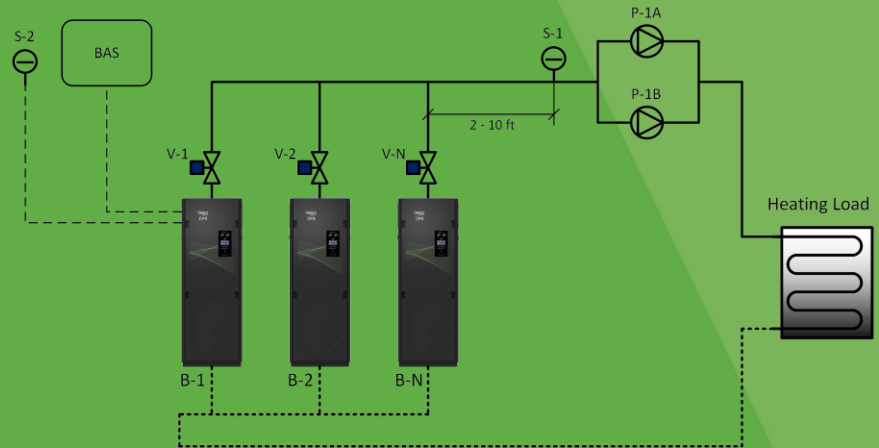 S-2
BAS
S-1
P-1A
P-1B
2 - 10 ft
V-1
V-2
V-N
Heating Load
B-1
B-2
B-N